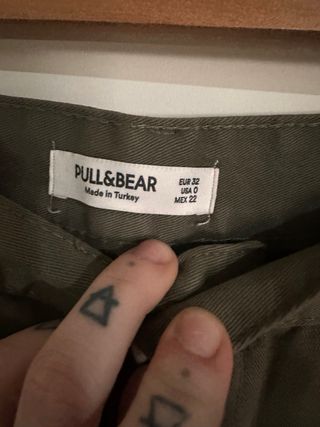 PULL&BEAR
Made in Turkey
EUR 32
USA 0
MEX 22